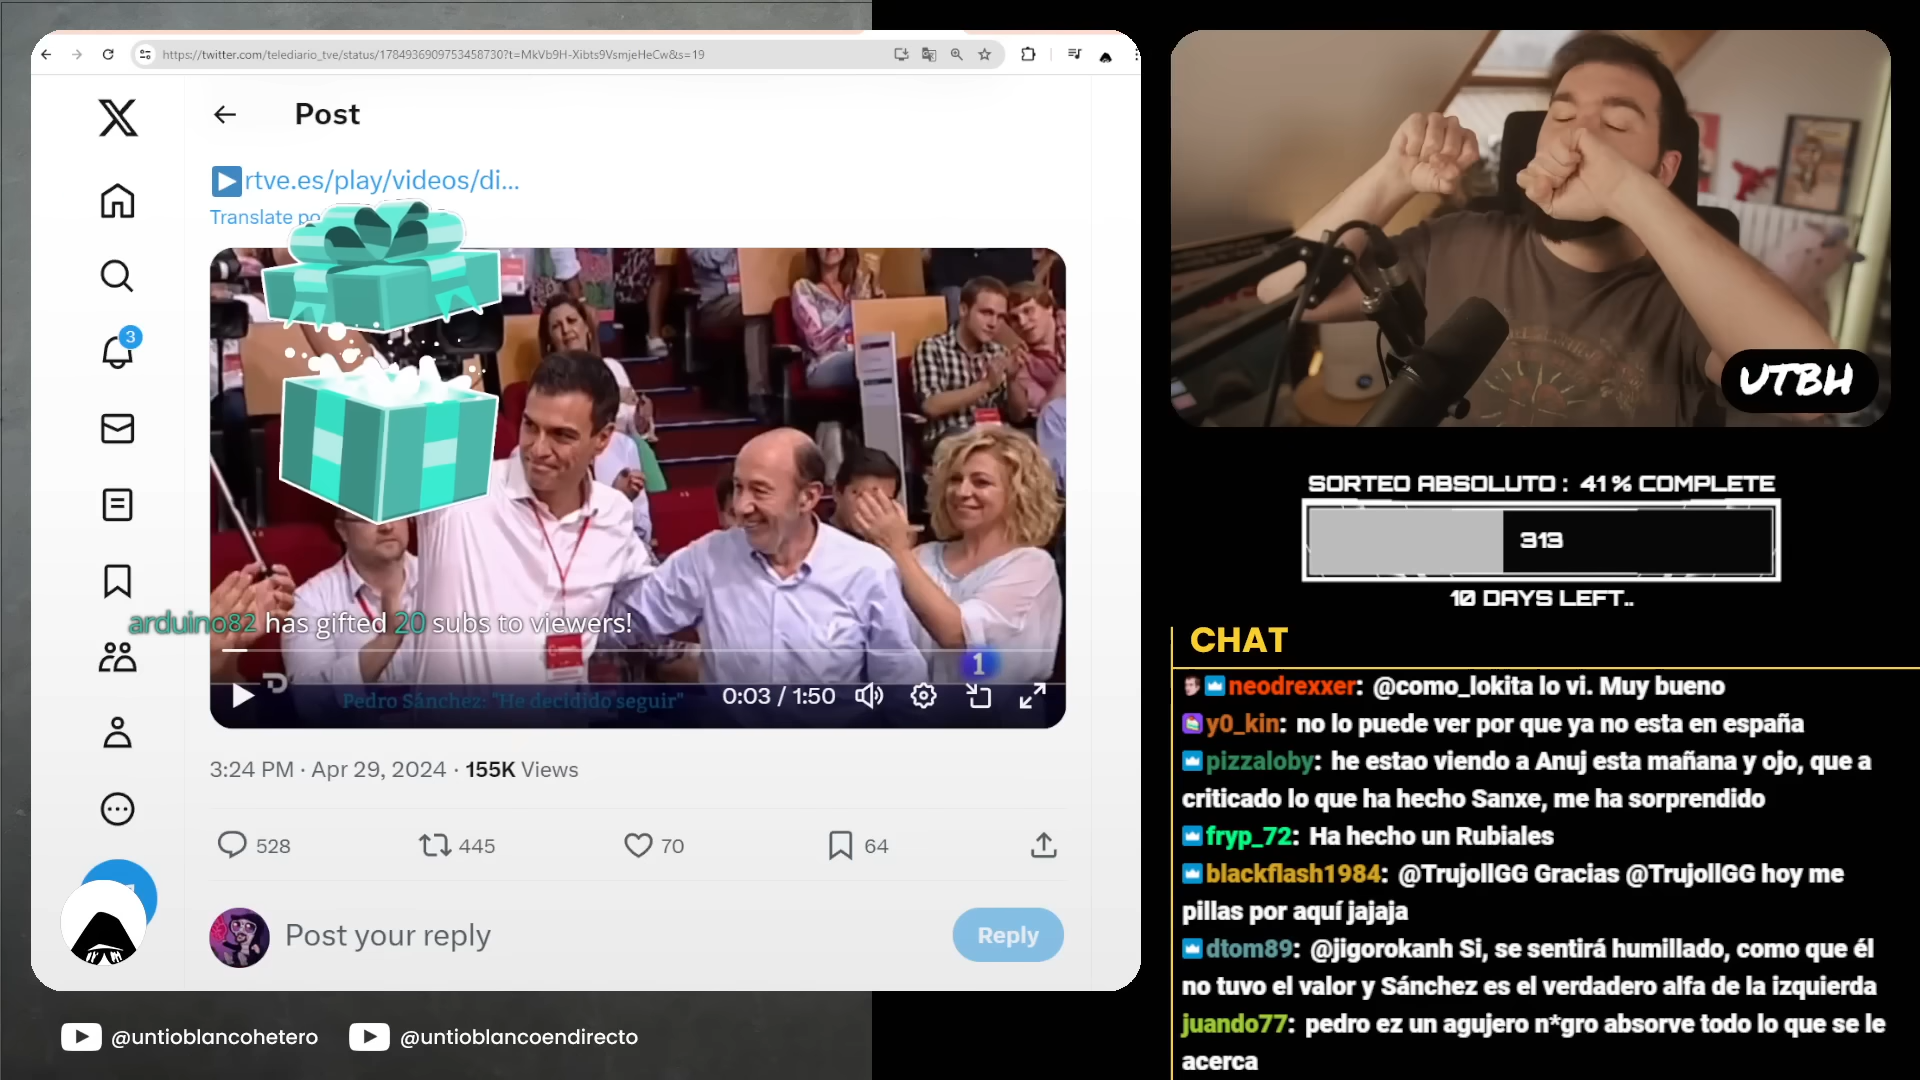 https://twitter.com/telediario_tve/status/1784936909753458730?t=MkVb9H-Xibts9VsmjeHeCw&s=19
Post
rtve.es/play/videos/di...
Translate po
3
arduino82 has gifted 20 subs to viewers!
1
Pedro Sánchez: "He decidido seguir"
0:03 / 1:50
3:24 PM · Apr 29, 2024 · 155K Views
528
445
70
64
Post your reply
Reply
@untioblancohetero
@untioblancoendirecto
UTBH
SORTEO ABSOLUTO : 41% COMPLETE
313
10 DAYS LEFT..
CHAT
neodrexxer: @como_lokita lo vi. Muy bueno
y0_kin: no lo puede ver por que ya no esta en españa
pizzaloby: he estao viendo a Anuj esta mañana y ojo, que a
criticado lo que ha hecho Sanxe, me ha sorprendido
fryp_72: Ha hecho un Rubiales
blackflash1984: @TrujollGG Gracias @TrujollGG hoy me
pillas por aquí jajaja
dtom89: @jigorokanh Si, se sentirá humillado, como que él
no tuvo el valor y Sánchez es el verdadero alfa de la izquierda
juando77: pedro ez un agujero n*gro absorve todo lo que se le
acerca